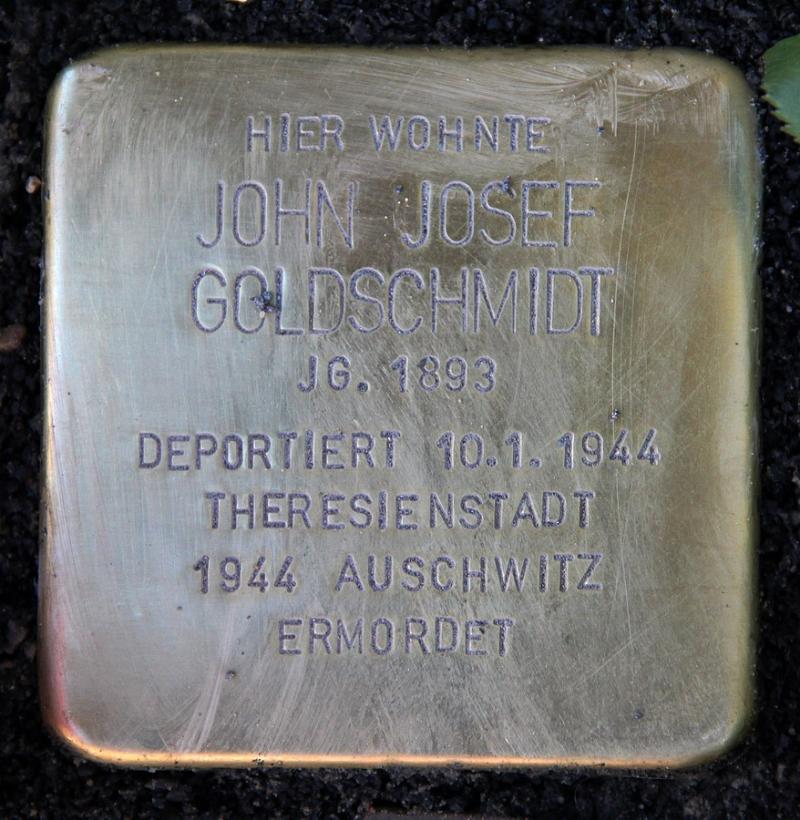 HIER WOHNTE
JOHN JOSEF
GOLDSCHMIDT
JG. 1893
DEPORTIERT 10.1.1944
THERESIENSTADT
1944 AUSCHWITZ
ERMORDET